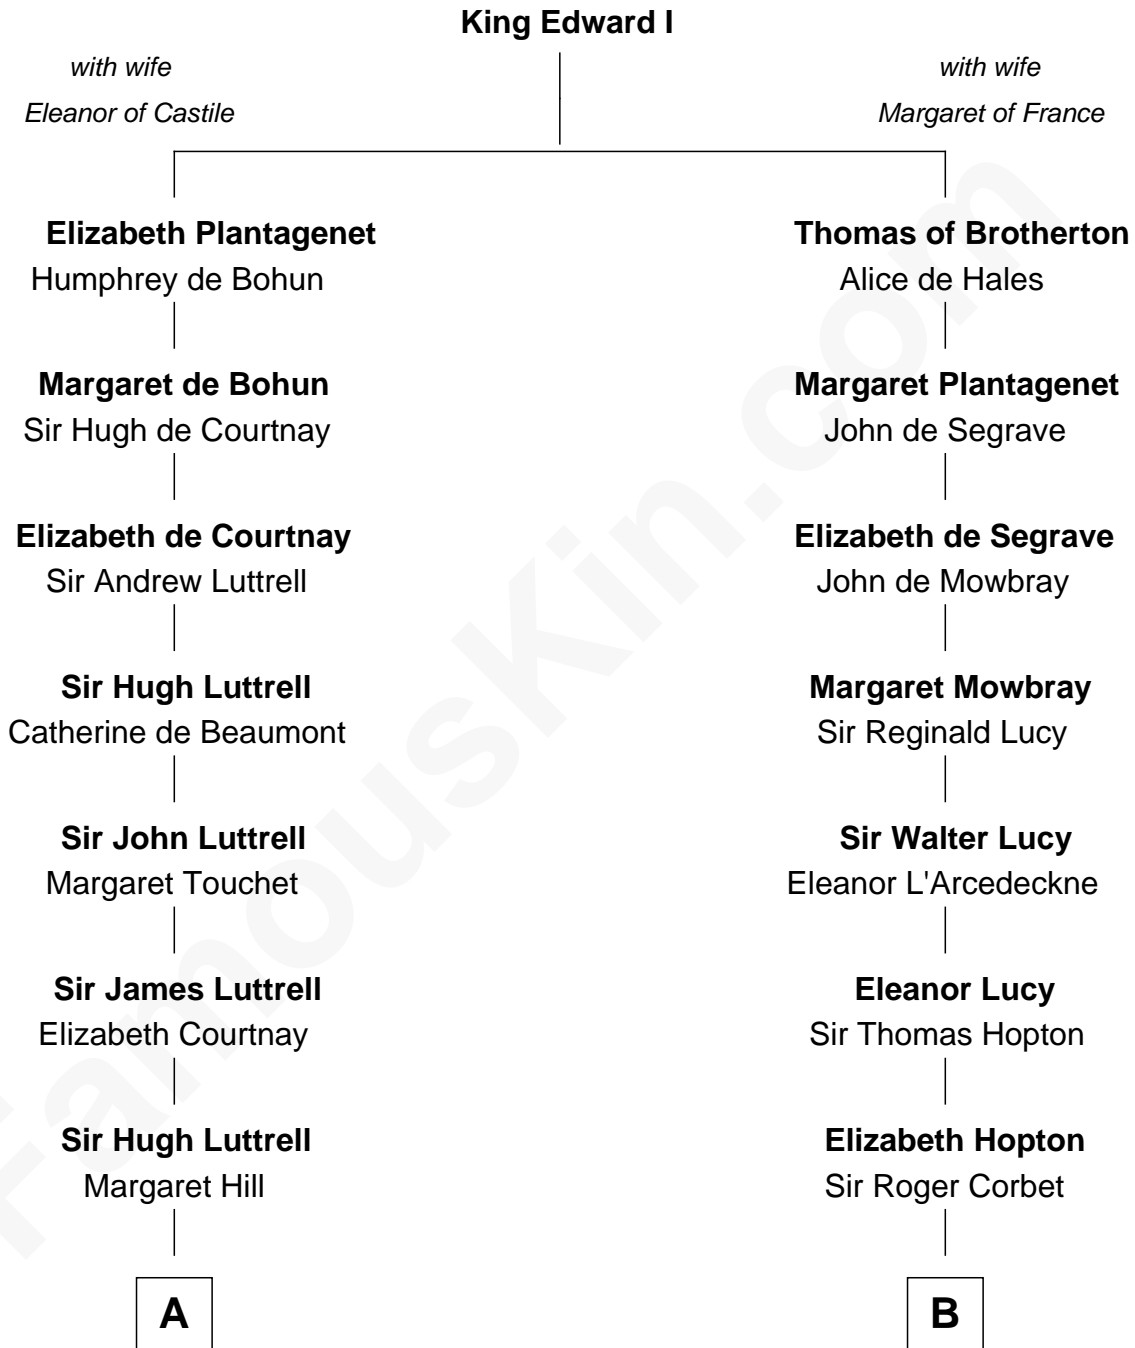 King Edward I
with wife
Eleanor of Castile
with wife
Margaret of France
Elizabeth Plantagenet
Humphrey de Bohun
Thomas of Brotherton
Alice de Hales
Margaret de Bohun
Sir Hugh de Courtnay
Margaret Plantagenet
John de Segrave
Elizabeth de Courtnay
Sir Andrew Luttrell
Elizabeth de Segrave
John de Mowbray
Sir Hugh Luttrell
Catherine de Beaumont
Margaret Mowbray
Sir Reginald Lucy
Sir John Luttrell
Margaret Touchet
Sir Walter Lucy
Eleanor L'Arcedeckne
Sir James Luttrell
Elizabeth Courtnay
Eleanor Lucy
Sir Thomas Hopton
Sir Hugh Luttrell
Margaret Hill
Elizabeth Hopton
Sir Roger Corbet
A
B
FamousKin.com